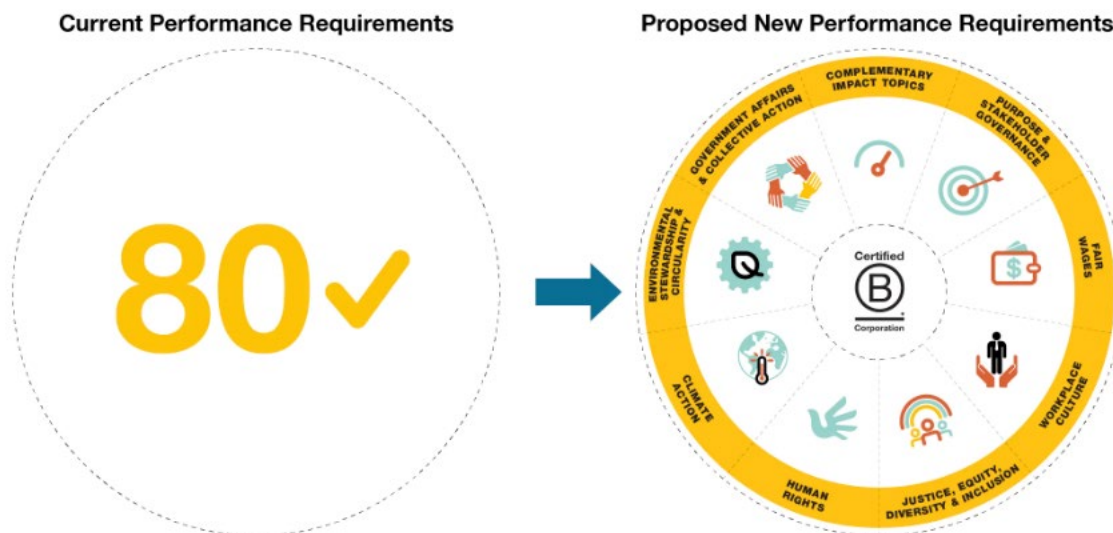 Current Performance Requirements
80
Proposed New Performance Requirements
COMPLEMENTARY
IMPACT TOPICS
PURPOSE &
STAKEHOLDER
GOVERNANCE
FAIR
WAGES
WORKPLACE
CULTURE
JUSTICE, EQUITY,
DIVERSITY & INCLUSION
HUMAN
RIGHTS
CLIMATE
ACTION
ENVIRONMENTAL
STEWARDSHIP &
CIRCULARITY
GOVERNMENT AFFAIRS
& COLLECTIVE ACTION
$
Certified
B
Corporation